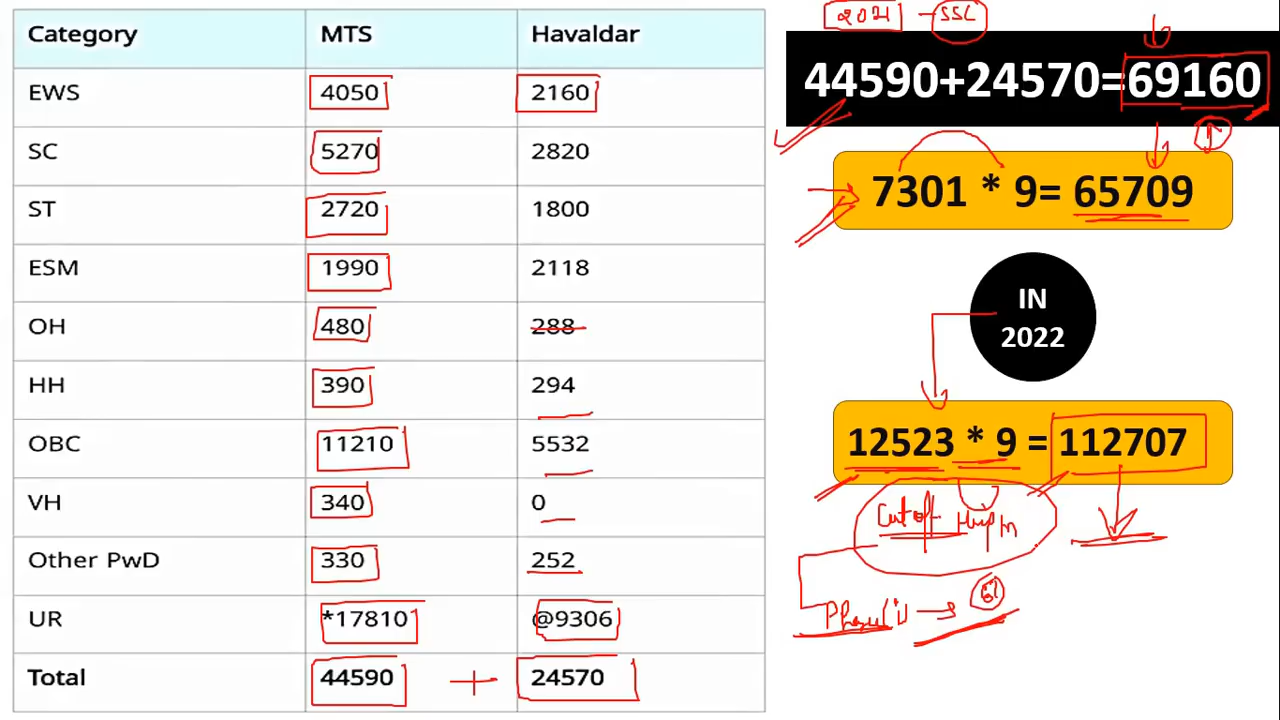 Category MTS Havaldar
EWS 4050 2160
SC 5270 2820
ST 2720 1800
ESM 1990 2118
OH 480 288
HH 390 294
OBC 11210 5532
VH 340 0
Other PwD 330 252
UR *17810 @9306
Total 44590 + 24570
2021 - SSC
44590+24570=69160
7301 * 9= 65709
IN
2022
12523 * 9 = 112707
Cutoff